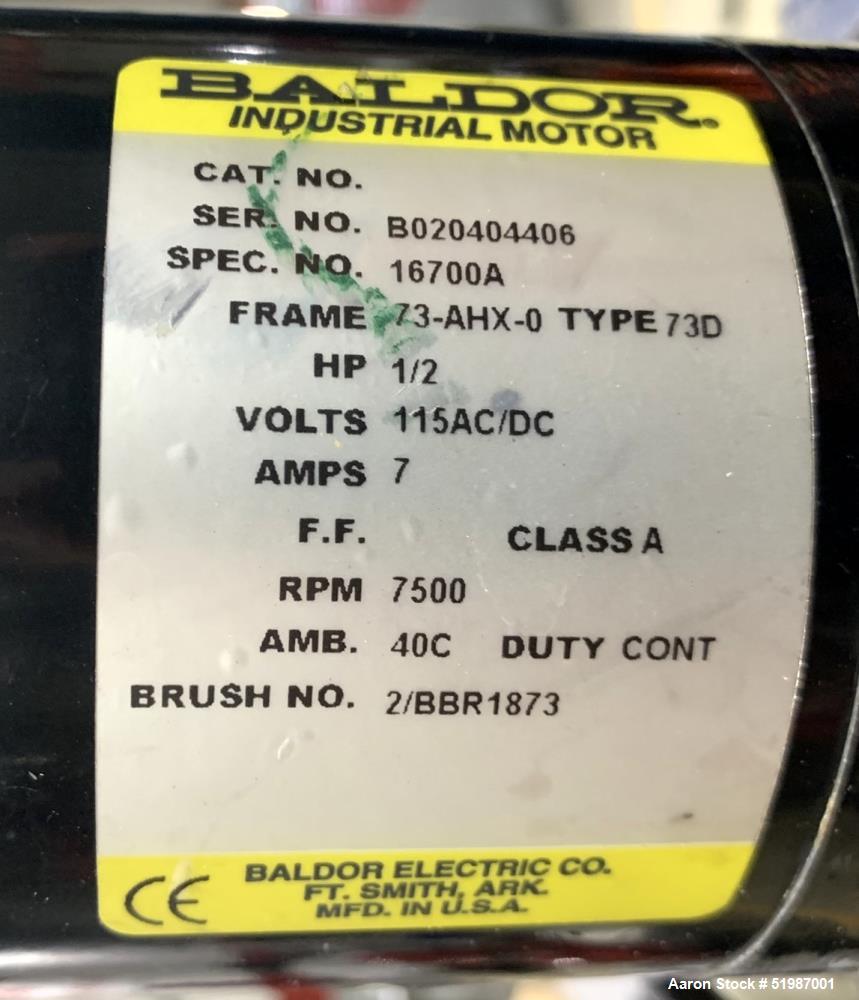 BALDOR.
INDUSTRIAL MOTOR
CAT. NO.
SER. NO. B020404406
SPEC. NO. 16700A
FRAME 73-AHX-0 TYPE 73D
HP 1/2
VOLTS 115AC/DC
AMPS 7
F.F. CLASS A
RPM 7500
AMB. 40C DUTY CONT
BRUSH NO. 2/BBR1873
CE BALDOR ELECTRIC CO.
FT. SMITH, ARK.
MFD. IN U.S.A.
Aaron Stock # 51987001